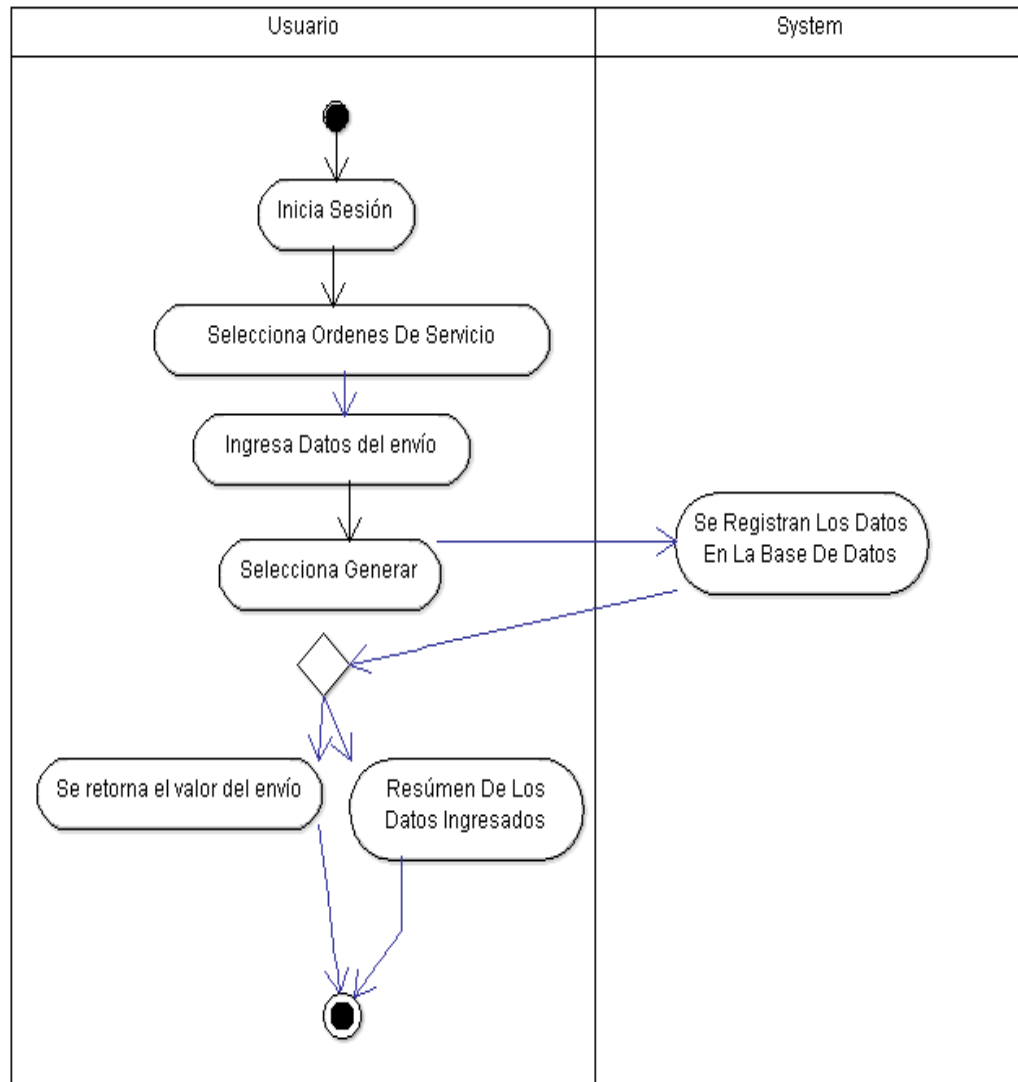 Usuario
System
Inicia Sesión
Selecciona Ordenes De Servicio
Ingresa Datos del envío
Selecciona Generar
Se Registran Los Datos
En La Base De Datos
Se retorna el valor del envío
Resúmen De Los
Datos Ingresados